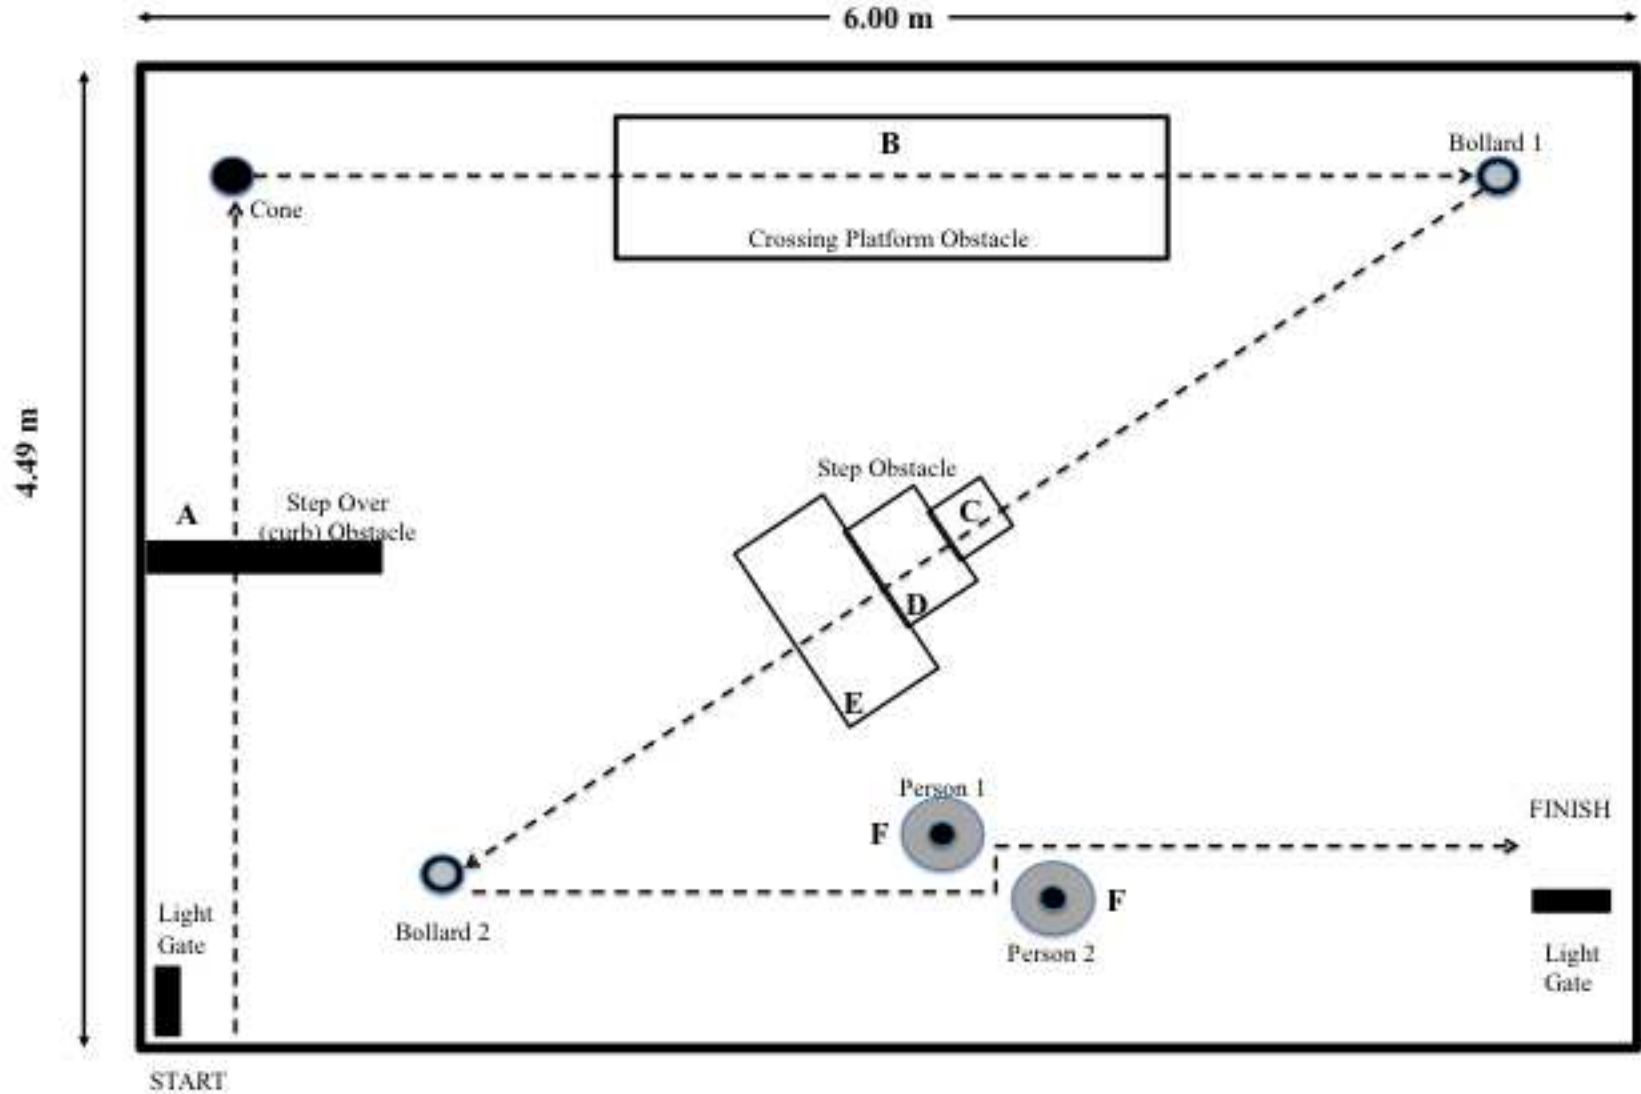 6.00 m
4.49 m
B
Bollard 1
Cone
Crossing Platform Obstacle
Step Obstacle
C
A
Step Over
(curb) Obstacle
D
E
Person 1
F
FINISH
Light
Gate
Bollard 2
F
Person 2
Light
Gate
START